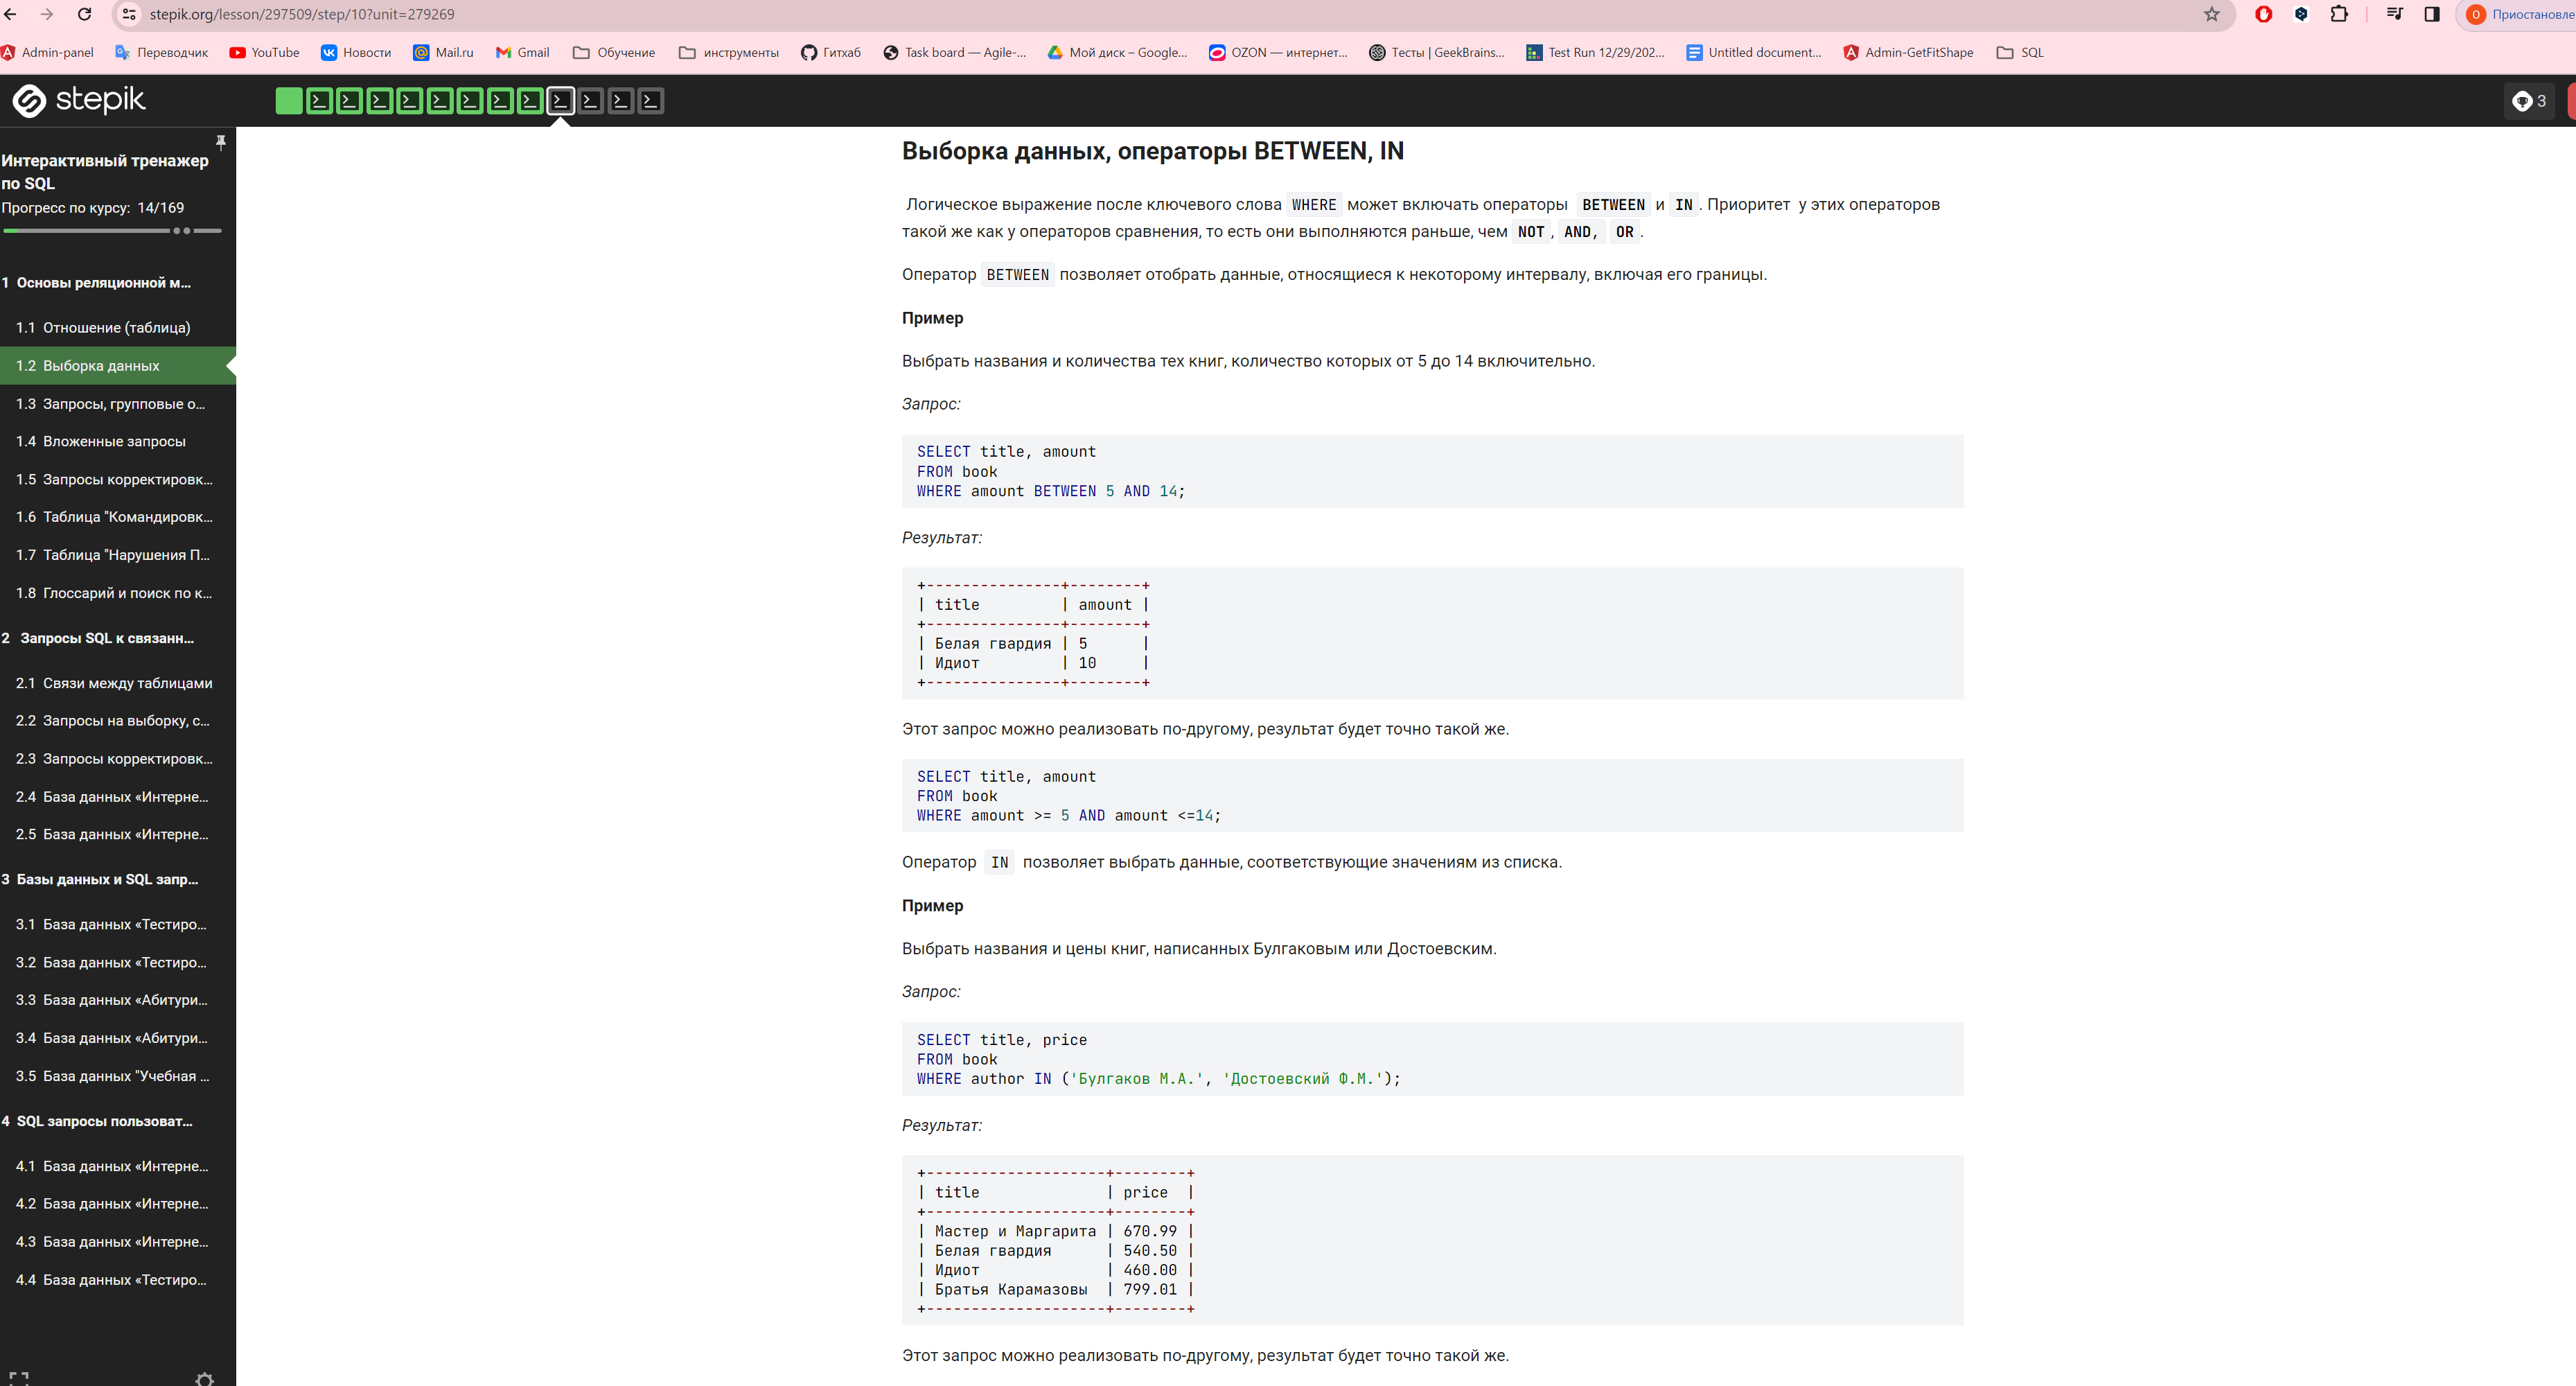 stepik.org/lesson/297509/step/10?unit=279269
О Приостановле
Admin-panel Переводчик YouTube Новости Mail.ru Gmail Обучение инструменты Гитхаб Task board — Agile-... Мой диск – Google... OZON — интернет... Тесты | GeekBrains... Test Run 12/29/202... Untitled document... Admin-GetFitShape SQL
stepik
3
Интерактивный тренажер
по SQL
Прогресс по курсу: 14/169
1 Основы реляционной м...
1.1 Отношение (таблица)
1.2 Выборка данных
1.3 Запросы, групповые о...
1.4 Вложенные запросы
1.5 Запросы корректировк...
1.6 Таблица "Командировк...
1.7 Таблица "Нарушения П...
1.8 Глоссарий и поиск по к...
2 Запросы SQL к связанн...
2.1 Связи между таблицами
2.2 Запросы на выборку, с...
2.3 Запросы корректировк...
2.4 База данных «Интерне...
2.5 База данных «Интерне...
3 Базы данных и SQL запр...
3.1 База данных «Тестиро...
3.2 База данных «Тестиро...
3.3 База данных «Абитури...
3.4 База данных «Абитури...
3.5 База данных "Учебная ...
4 SQL запросы пользоват...
4.1 База данных «Интерне...
4.2 База данных «Интерне...
4.3 База данных «Интерне...
4.4 База данных «Тестиро...
Выборка данных, операторы BETWEEN, IN
Логическое выражение после ключевого слова WHERE может включать операторы BETWEEN и IN. Приоритет у этих операторов
такой же как у операторов сравнения, то есть они выполняются раньше, чем NOT, AND, OR.
Оператор BETWEEN позволяет отобрать данные, относящиеся к некоторому интервалу, включая его границы.
Пример
Выбрать названия и количества тех книг, количество которых от 5 до 14 включительно.
Запрос:
SELECT title, amount
FROM book
WHERE amount BETWEEN 5 AND 14;
Результат:
+---------------+--------+
| title         | amount |
+---------------+--------+
| Белая гвардия | 5      |
| Идиот         | 10     |
+---------------+--------+
Этот запрос можно реализовать по-другому, результат будет точно такой же.
SELECT title, amount
FROM book
WHERE amount >= 5 AND amount <=14;
Оператор IN позволяет выбрать данные, соответствующие значениям из списка.
Пример
Выбрать названия и цены книг, написанных Булгаковым или Достоевским.
Запрос:
SELECT title, price
FROM book
WHERE author IN ('Булгаков М.А.', 'Достоевский Ф.М.');
Результат:
+--------------------+--------+
| title              | price  |
+--------------------+--------+
| Мастер и Маргарита | 670.99 |
| Белая гвардия      | 540.50 |
| Идиот              | 460.00 |
| Братья Карамазовы  | 799.01 |
+--------------------+--------+
Этот запрос можно реализовать по-другому, результат будет точно такой же.